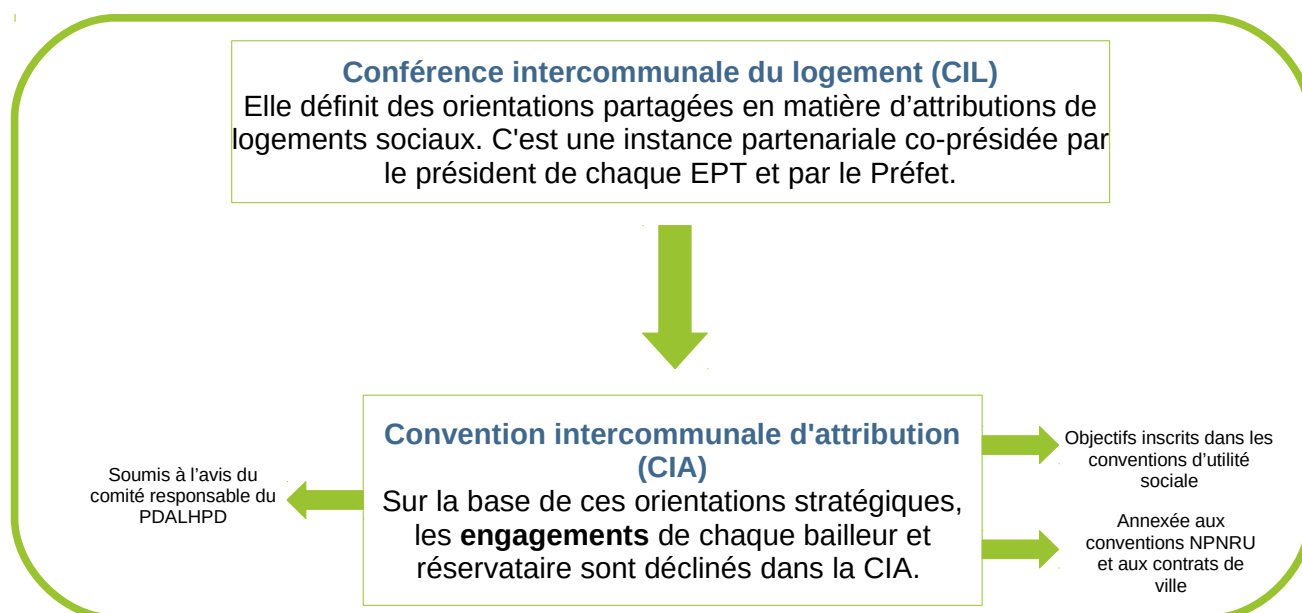 Conférence intercommunale du logement (CIL)
Elle définit des orientations partagées en matière d’attributions de
logements sociaux. C'est une instance partenariale co-présidée par
le président de chaque EPT et par le Préfet.
Convention intercommunale d'attribution
(CIA)
Sur la base de ces orientations stratégiques,
les engagements de chaque bailleur et
réservataire sont déclinés dans la CIA.
Soumis à l’avis du
comité responsable du
PDALHPD
Objectifs inscrits dans les
conventions d’utilité
sociale
Annexée aux
conventions NPNRU
et aux contrats de
ville